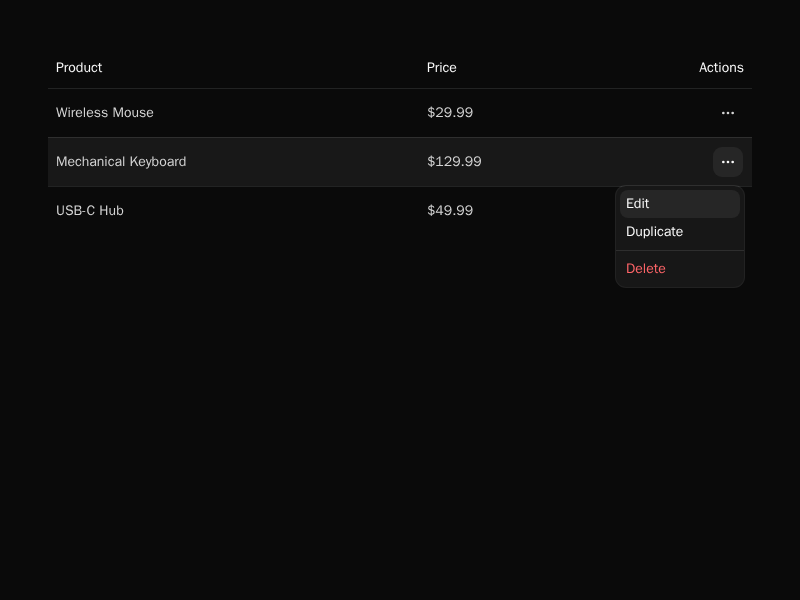 Product Price Actions
Wireless Mouse $29.99 ···
Mechanical Keyboard $129.99 ···
USB-C Hub $49.99
Edit
Duplicate
Delete